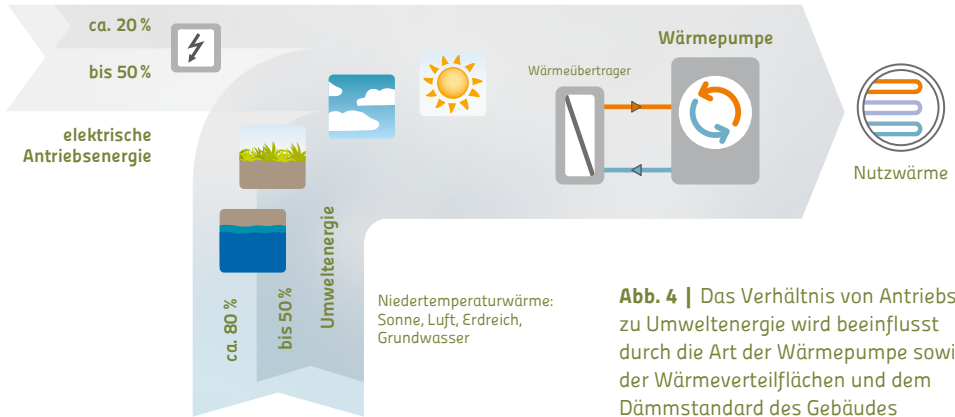 ca. 20 %
bis 50 %
elektrische
Antriebsenergie
Wärmepumpe
Wärmeübertrager
Nutzwärme
Umweltenergie
ca. 80 %
bis 50 %
Niedertemperaturwärme:
Sonne, Luft, Erdreich,
Grundwasser
Abb. 4 | Das Verhältnis von Antriebs
zu Umweltenergie wird beeinflusst
durch die Art der Wärmepumpe sowi
der Wärmeverteilflächen und dem
Dämmstandard des Gebäudes